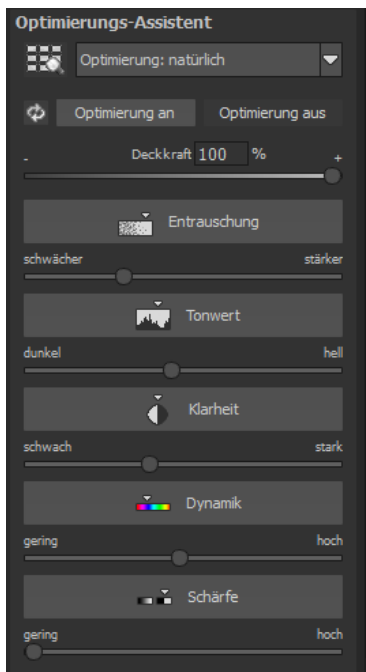 Optimierungs-Assistent
Optimierung: natürlich
Optimierung an Optimierung aus
- Deckkraft 100 % +
Entrauschung
schwächer stärker
Tonwert
dunkel hell
Klarheit
schwach stark
Dynamik
gering hoch
Schärfe
gering hoch